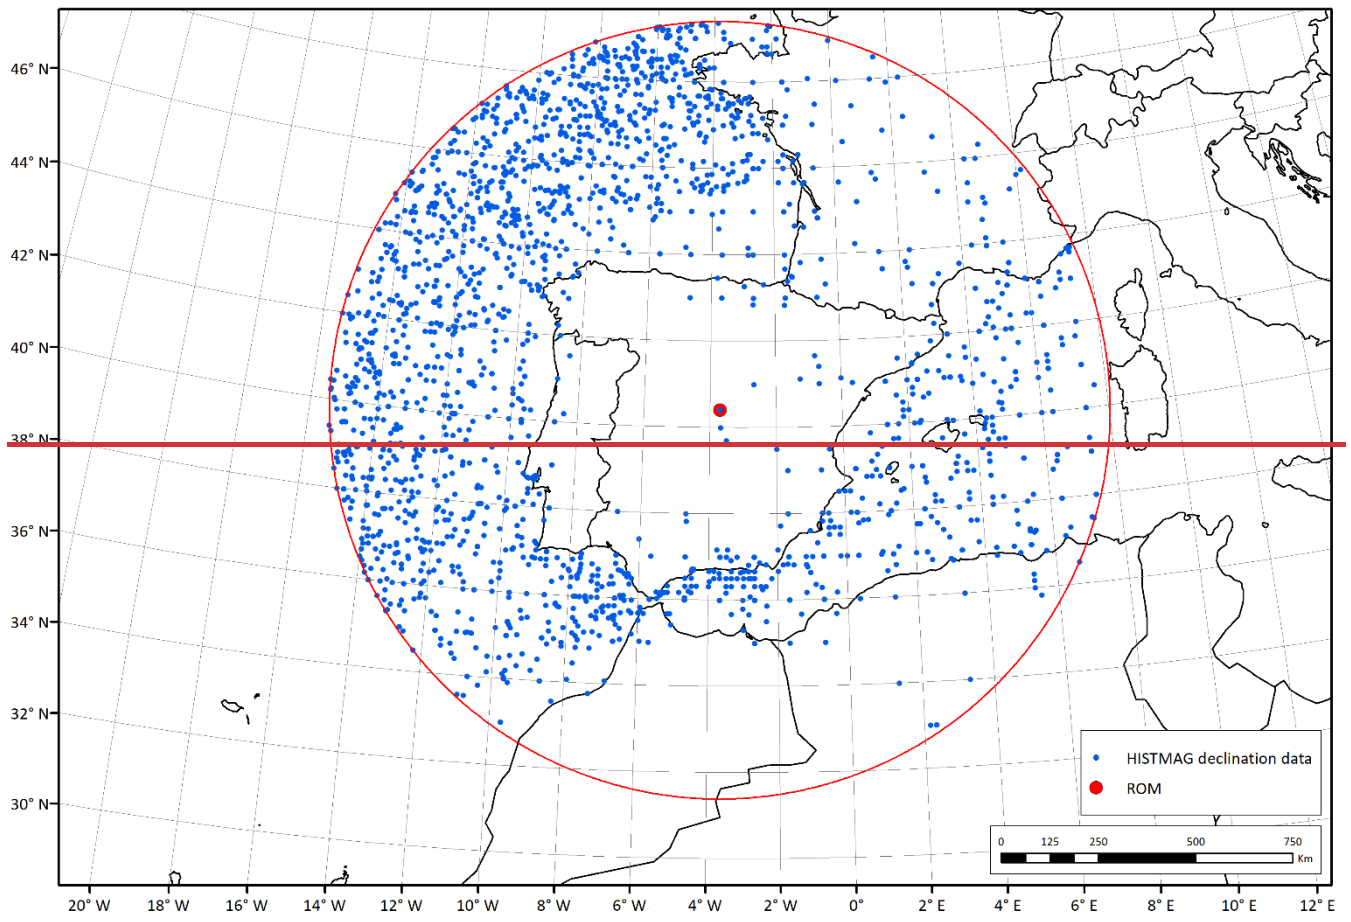 46° N
44° N
42° N
40° N
38° N
36° N
34° N
32° N
30° N
HISTMAG declination data
ROM
0 125 250 500 750
Km
20° W 18° W 16° W 14° W 12° W 10° W 8° W 6° W 4° W 2° W 0° 2° E 4° E 6° E 8° E 10° E 12° E